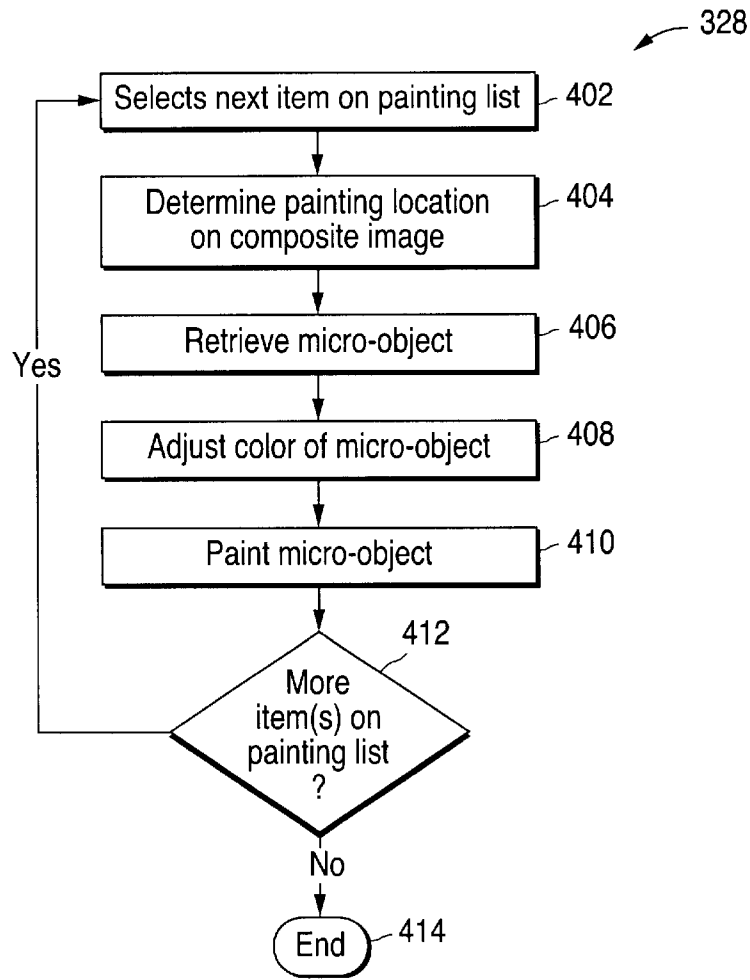 328
Selects next item on painting list
402
Determine painting location
on composite image
404
Retrieve micro-object
406
Yes
Adjust color of micro-object
408
Paint micro-object
410
412
More
item(s) on
painting list
?
No
End
414